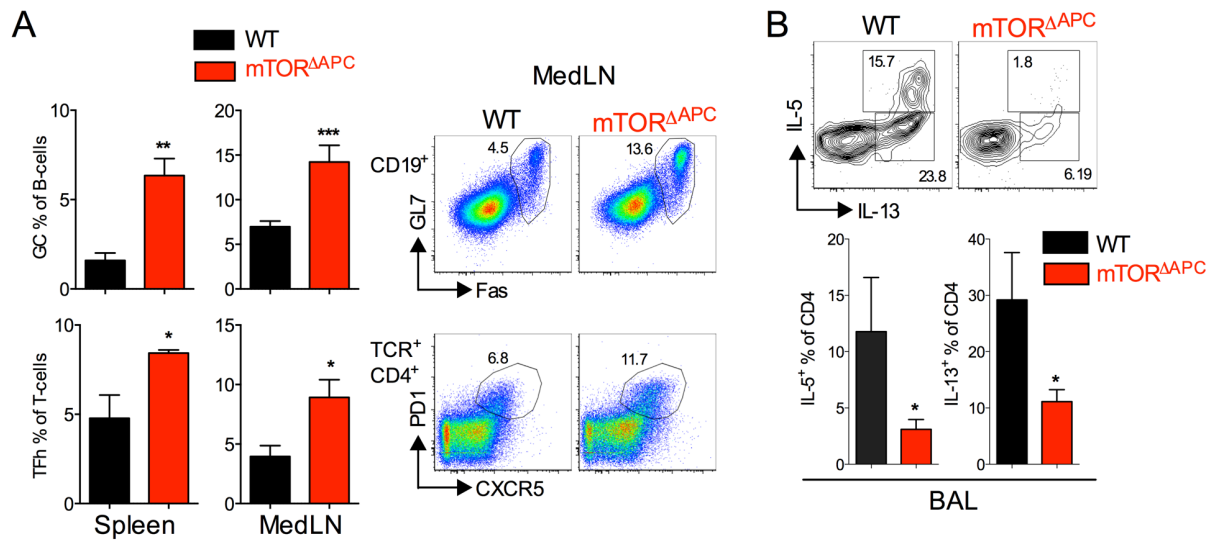 A
WT
mTORΔAPC
GC % of B-cells
10
5
0
**
20
15
10
5
0
***
TFh % of T-cells
10
5
0
*
Spleen
15
10
5
0
*
MedLN
MedLN
WT
mTORΔAPC
CD19+
4.5
13.6
GL7
Fas
TCR+
CD4+
6.8
11.7
PD1
CXCR5
B
WT
mTORΔAPC
15.7
1.8
IL-5
23.8
6.19
IL-13
WT
mTORΔAPC
IL-5+ % of CD4
20
15
10
5
0
*
IL-13+ % of CD4
40
30
20
10
0
*
BAL